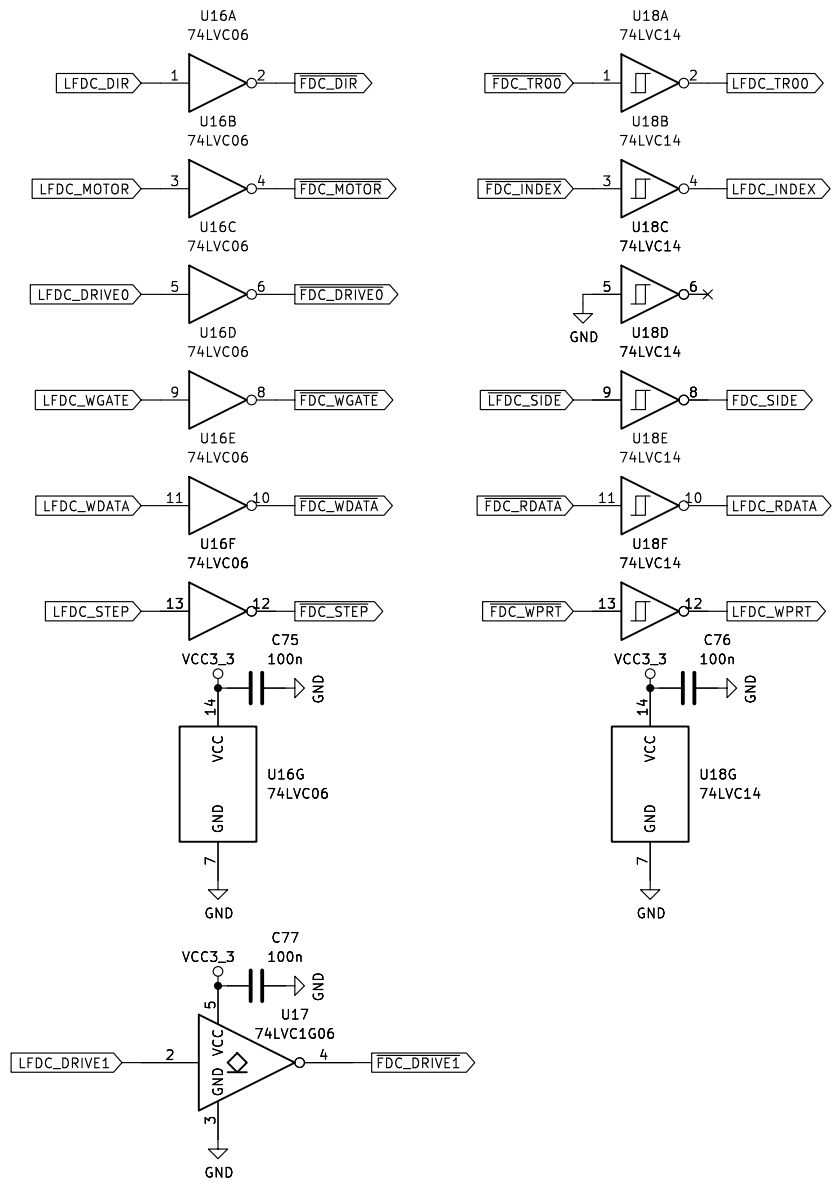 U16A
74LVC06
LFDC_DIR 1 2 FDC_DIR
U16B
74LVC06
LFDC_MOTOR 3 4 FDC_MOTOR
U16C
74LVC06
LFDC_DRIVE0 5 6 FDC_DRIVE0
U16D
74LVC06
LFDC_WGATE 9 8 FDC_WGATE
U16E
74LVC06
LFDC_WDATA 11 10 FDC_WDATA
U16F
74LVC06
LFDC_STEP 13 12 FDC_STEP
C75
100n
VCC3_3
GND
14
VCC
GND
U16G
74LVC06
7
GND
U18A
74LVC14
FDC_TR00 1 2 LFDC_TR00
U18B
74LVC14
FDC_INDEX 3 4 LFDC_INDEX
U18C
74LVC14
5 6
GND
U18D
74LVC14
LFDC_SIDE 9 8 FDC_SIDE
U18E
74LVC14
FDC_RDATA 11 10 LFDC_RDATA
U18F
74LVC14
FDC_WPRT 13 12 LFDC_WPRT
C76
100n
VCC3_3
GND
14
VCC
GND
U18G
74LVC14
7
GND
C77
100n
VCC3_3
GND
5
U17
74LVC1G06
VCC
LFDC_DRIVE1 2 4 FDC_DRIVE1
GND
3
GND